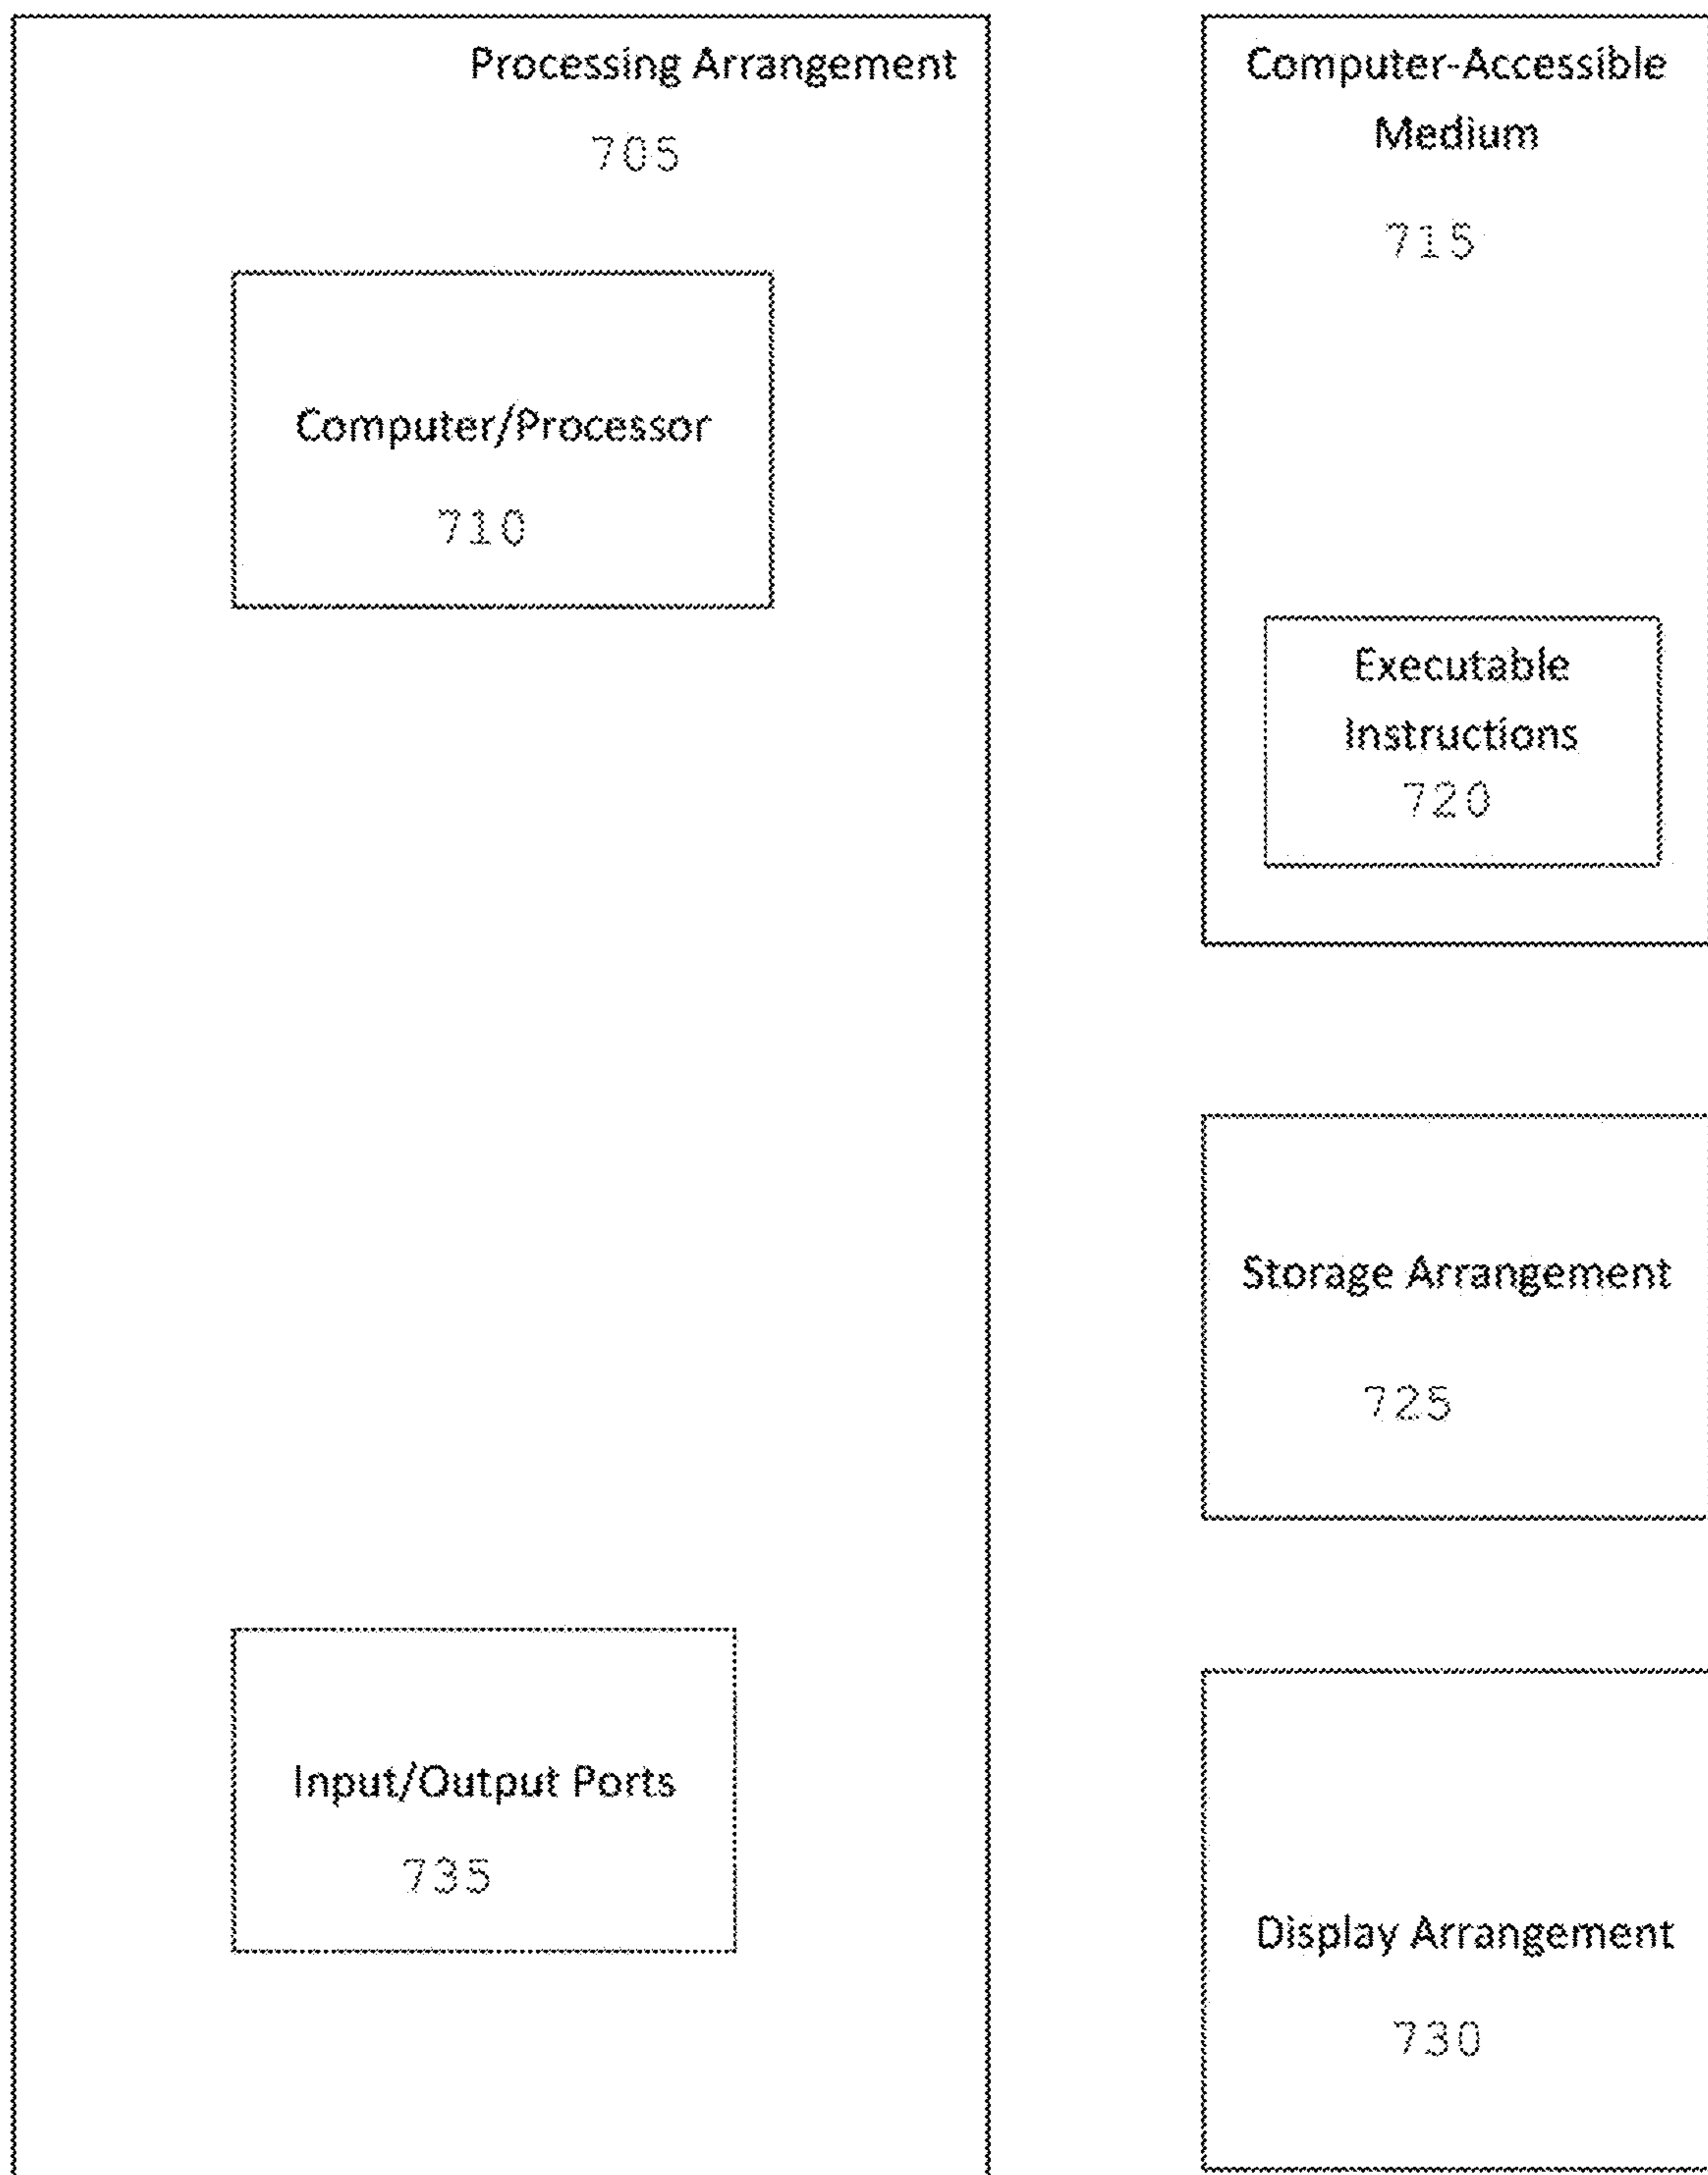 Processing Arrangement
705
Computer/Processor
710
Input/Output Ports
735
Computer-Accessible
Medium
715
Executable
Instructions
720
Storage Arrangement
725
Display Arrangement
730